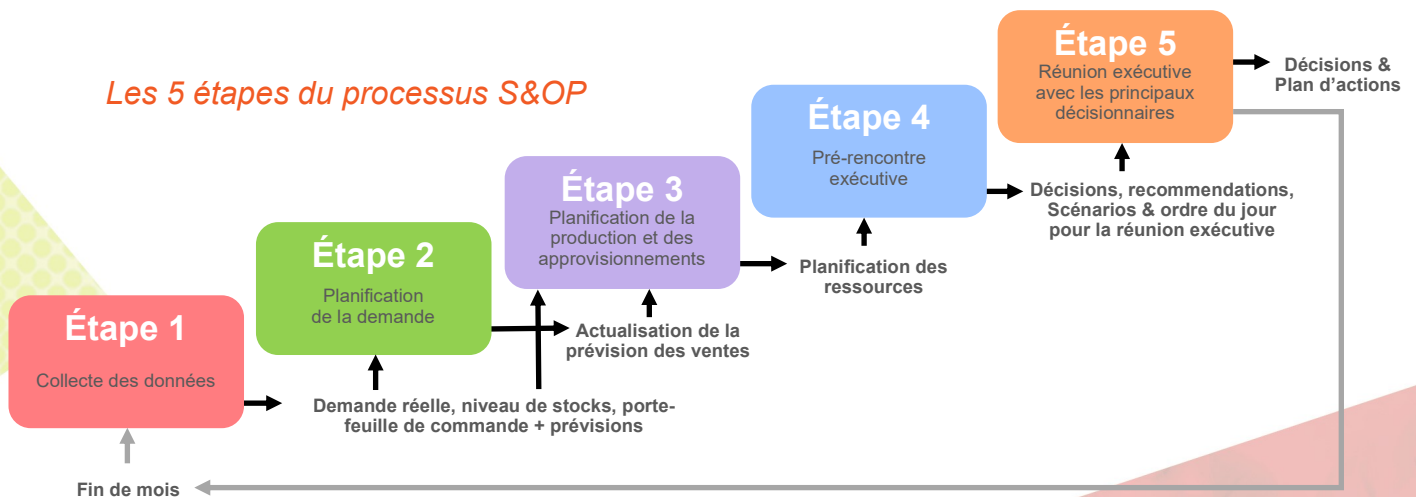 Les 5 étapes du processus S&OP
Étape 1
Collecte des données
Fin de mois
Demande réelle, niveau de stocks, porte-
feuille de commande + prévisions
Étape 2
Planification
de la demande
Actualisation de la
prévision des ventes
Étape 3
Planification de la
production et des
approvisionnements
Planification des
ressources
Étape 4
Pré-rencontre
exécutive
Décisions, recommendations,
Scénarios & ordre du jour
pour la réunion exécutive
Étape 5
Réunion exécutive
avec les principaux
décisionnaires
Décisions &
Plan d’actions